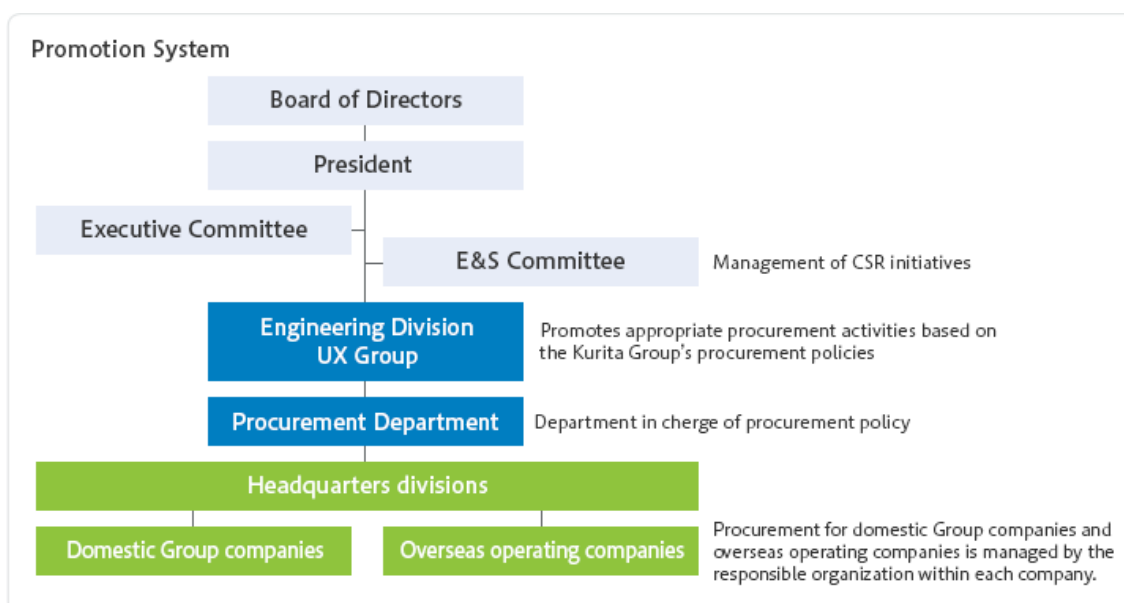 Promotion System
Board of Directors
President
Executive Committee
E&S Committee
Management of CSR initiatives
Engineering Division
UX Group
Promotes appropriate procurement activities based on
the Kurita Group's procurement policies
Procurement Department
Department in cherge of procurement policy
Headquarters divisions
Domestic Group companies
Overseas operating companies
Procurement for domestic Group companies and
overseas operating companies is managed by the
responsible organization within each company.